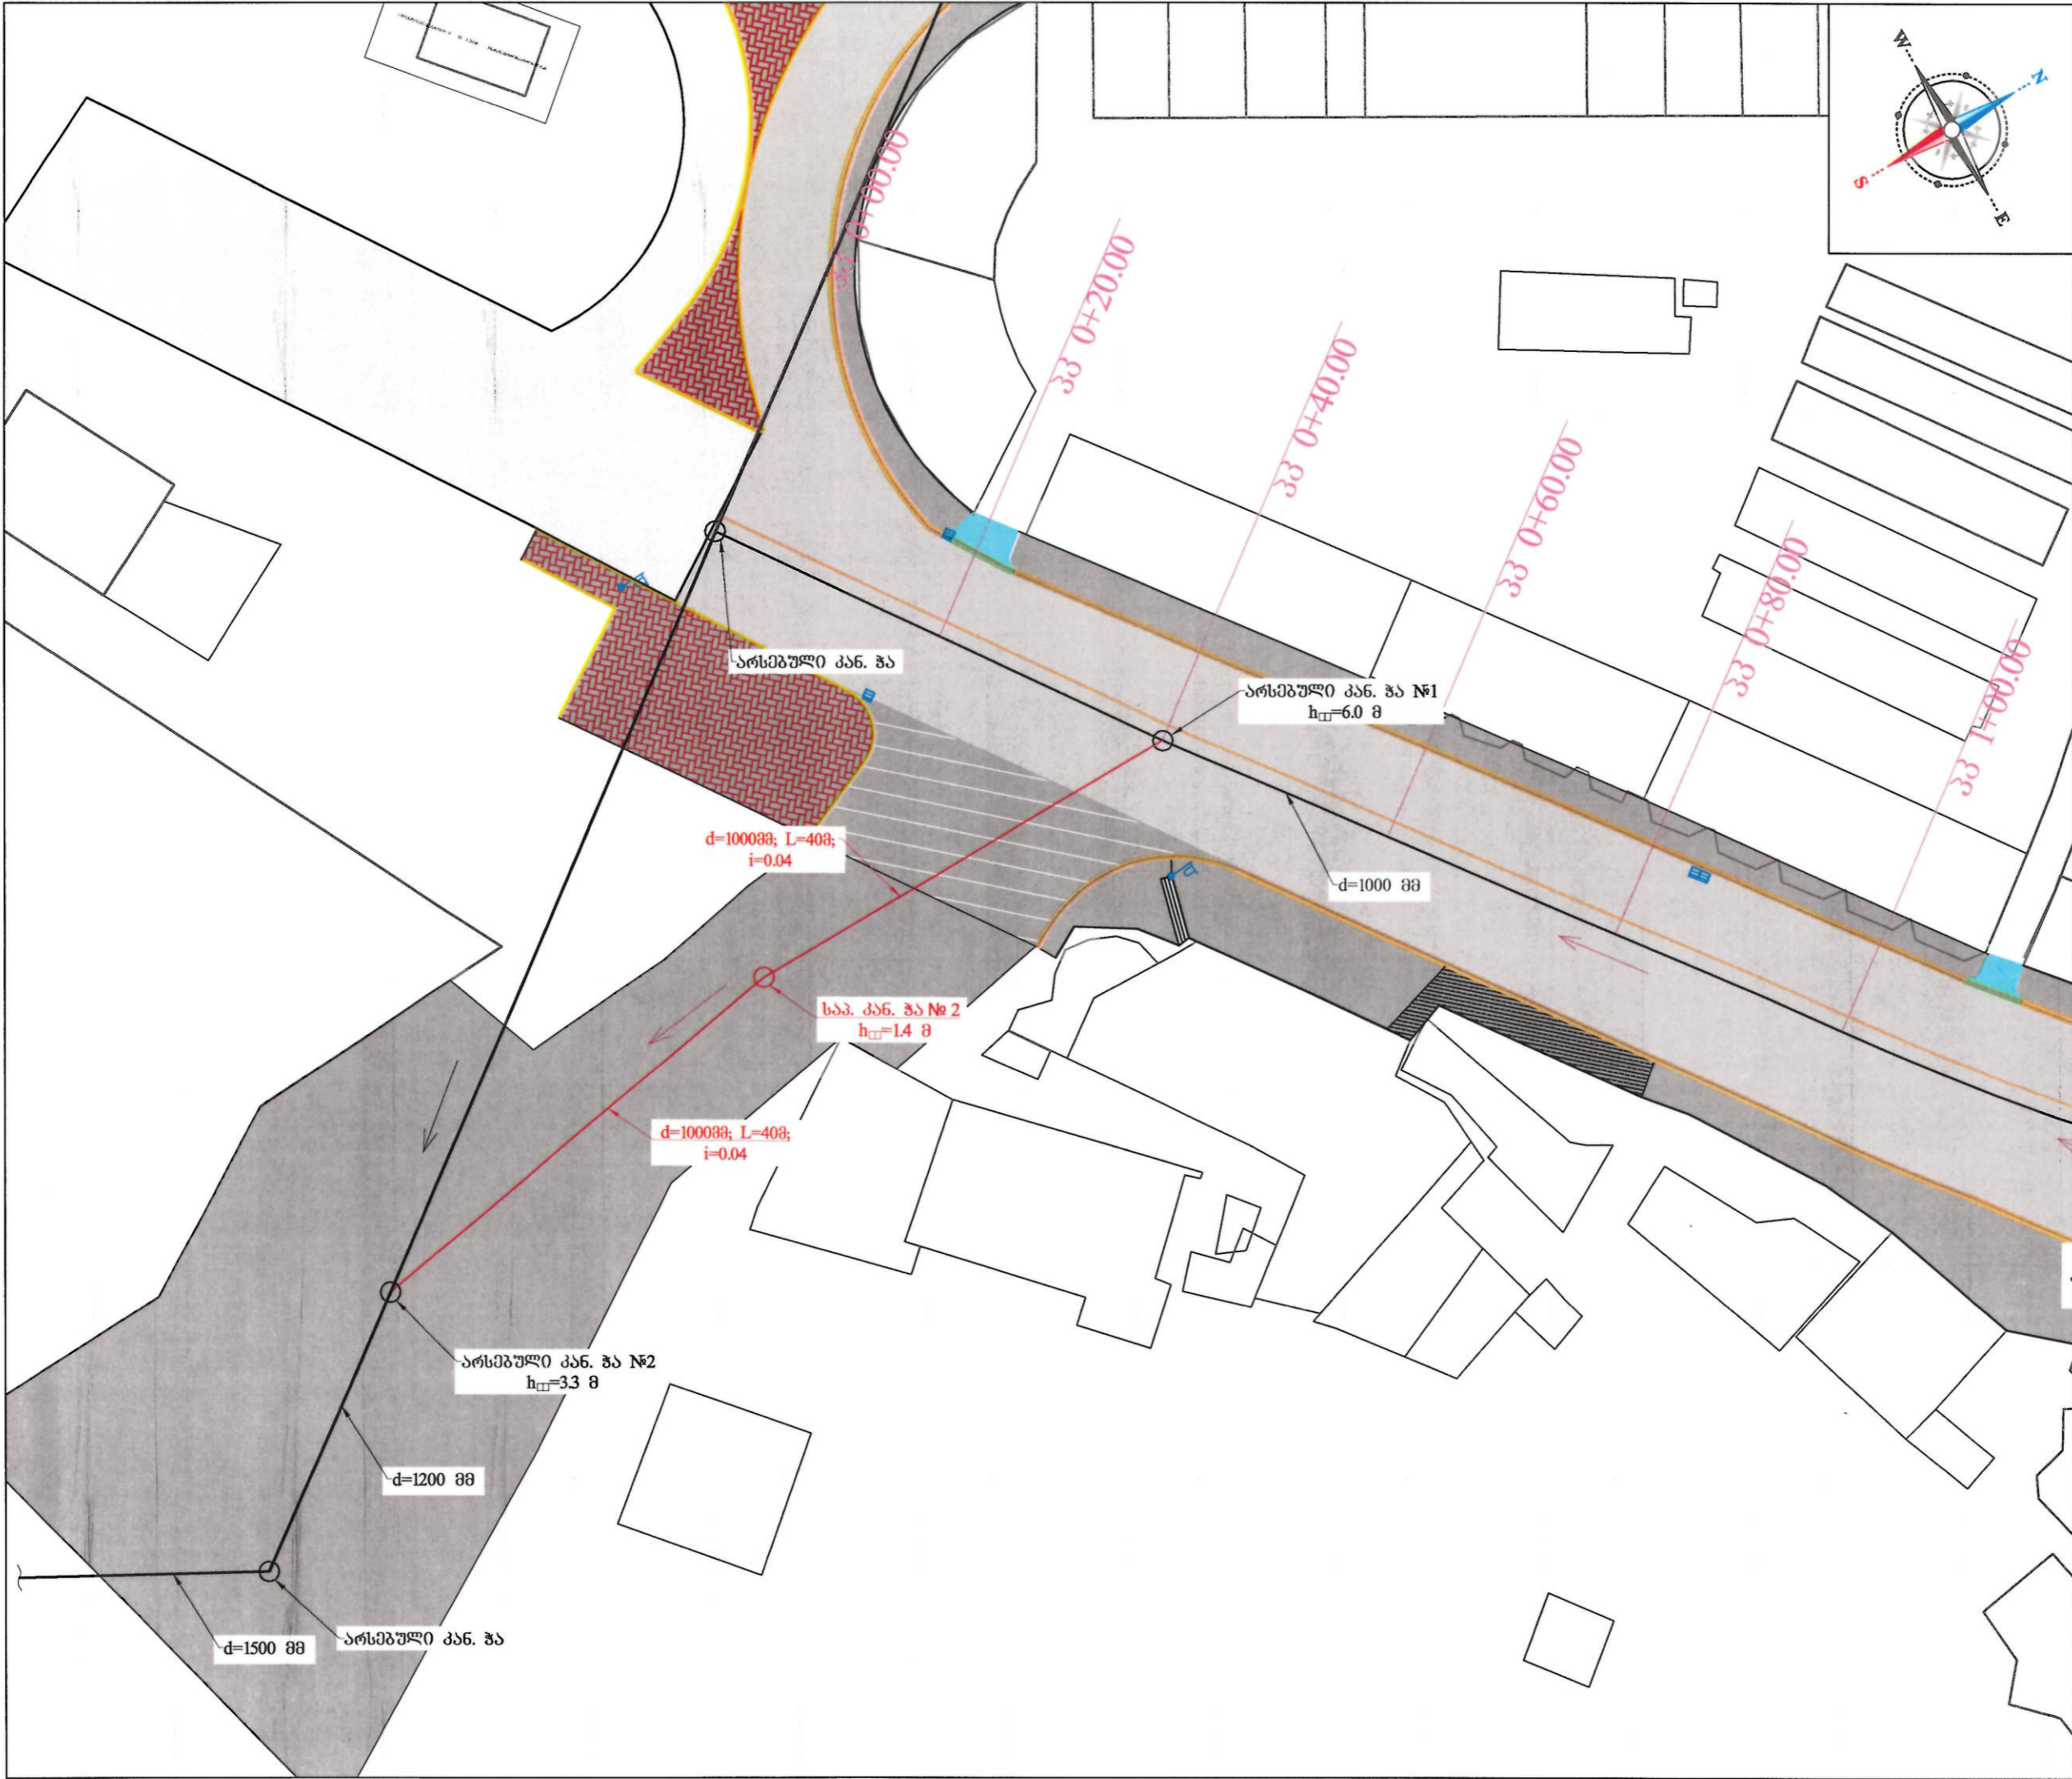 W
N
S
E
პკ 0+00.00
პკ 0+20.00
პკ 0+40.00
პკ 0+60.00
პკ 0+80.00
პკ 1+00.00
არსებული კან. ჭა
არსებული კან. ჭა №1
h□□=6.0 მ
d=1000მმ; L=40მ;
i=0.04
d=1000 მმ
საპ. კან. ჭა № 2
h□□=1.4 მ
d=1000მმ; L=40მ;
i=0.04
არსებული კან. ჭა №2
h□□=3.3 მ
d=1200 მმ
არსებული კან. ჭა
d=1500 მმ